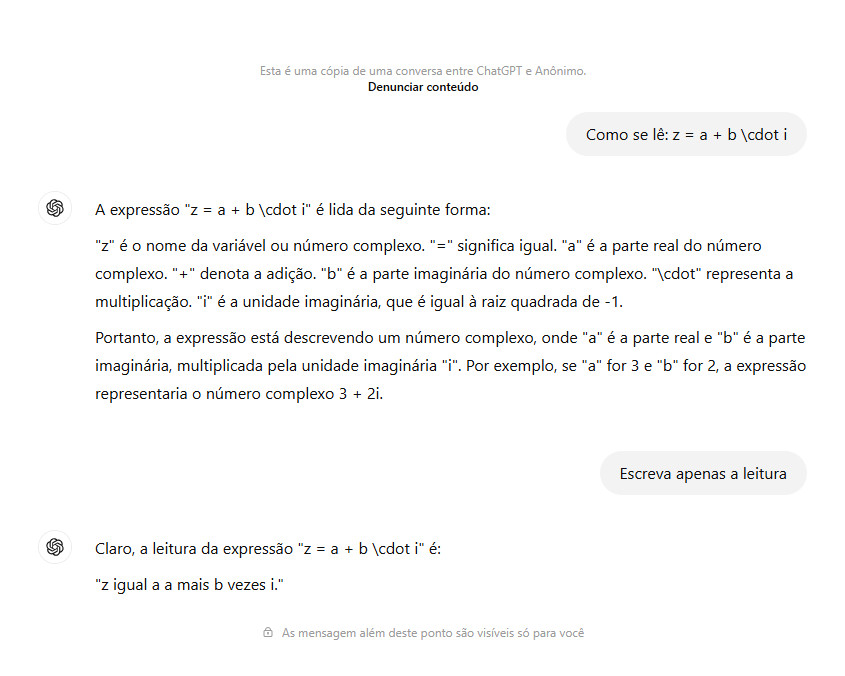 Esta é uma cópia de uma conversa entre ChatGPT e Anônimo.
Denunciar conteúdo
Como se lê: z = a + b \cdot i
A expressão "z = a + b \cdot i" é lida da seguinte forma:
"z" é o nome da variável ou número complexo. "=" significa igual. "a" é a parte real do número
complexo. "+" denota a adição. "b" é a parte imaginária do número complexo. "\cdot" representa a
multiplicação. "i" é a unidade imaginária, que é igual à raiz quadrada de -1.
Portanto, a expressão está descrevendo um número complexo, onde "a" é a parte real e "b" é a parte
imaginária, multiplicada pela unidade imaginária "i". Por exemplo, se "a" for 3 e "b" for 2, a expressão
representaria o número complexo 3 + 2i.
Escreva apenas a leitura
Claro, a leitura da expressão "z = a + b \cdot i" é:
"z igual a a mais b vezes i."
As mensagem além deste ponto são visíveis só para você